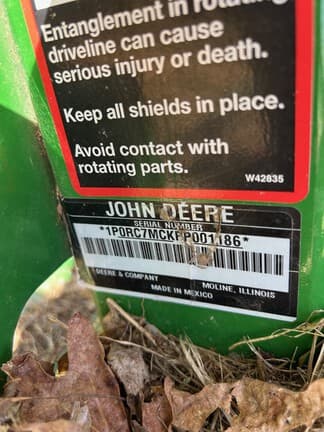 Entanglement in rotating
driveline can cause
serious injury or death.
Keep all shields in place.
Avoid contact with
rotating parts.
W42835
JOHN DEERE
SERIAL NUMBER
DEERE & COMPANY MOLINE, ILLINOIS
MADE IN MEXICO